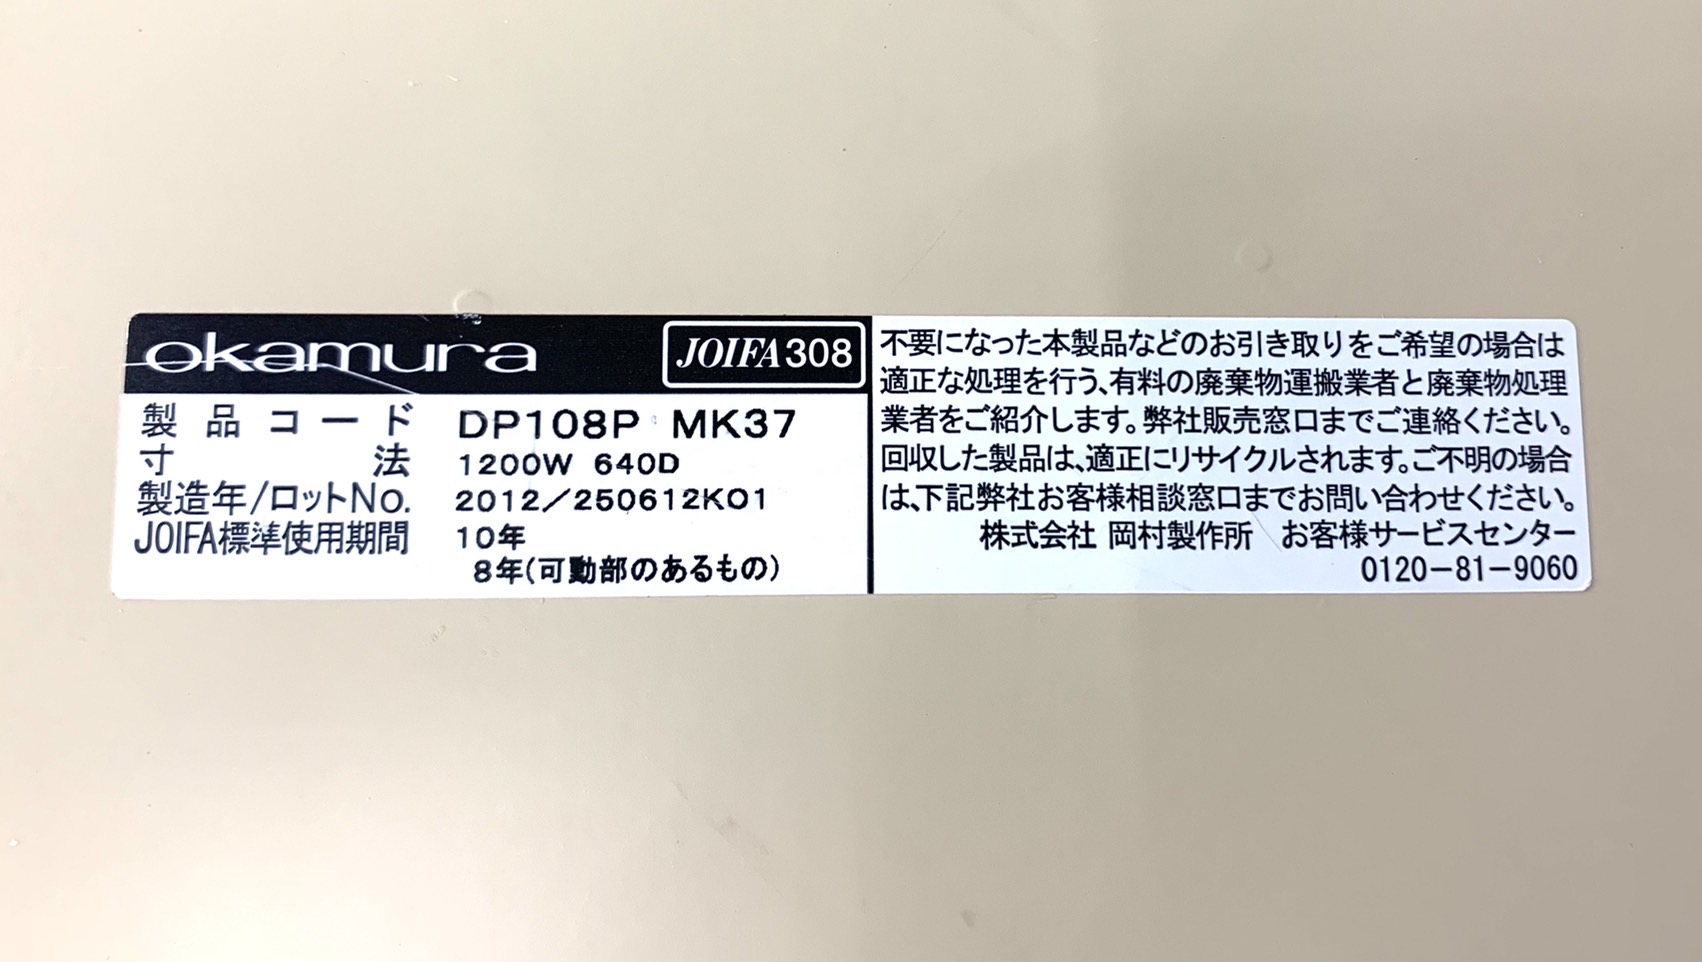 okamura JOIFA308
製品コード DP108P MK37
寸法 1200W 640D
製造年/ロットNo. 2012/250612K01
JOIFA標準使用期間 10年
8年(可動部のあるもの)
不要になった本製品などのお引き取りをご希望の場合は
適正な処理を行う、有料の廃棄物運搬業者と廃棄物処理
業者をご紹介します。弊社販売窓口までご連絡ください。
回収した製品は、適正にリサイクルされます。ご不明の場合
は、下記弊社お客様相談窓口までお問い合わせください。
株式会社 岡村製作所 お客様サービスセンター
0120-81-9060